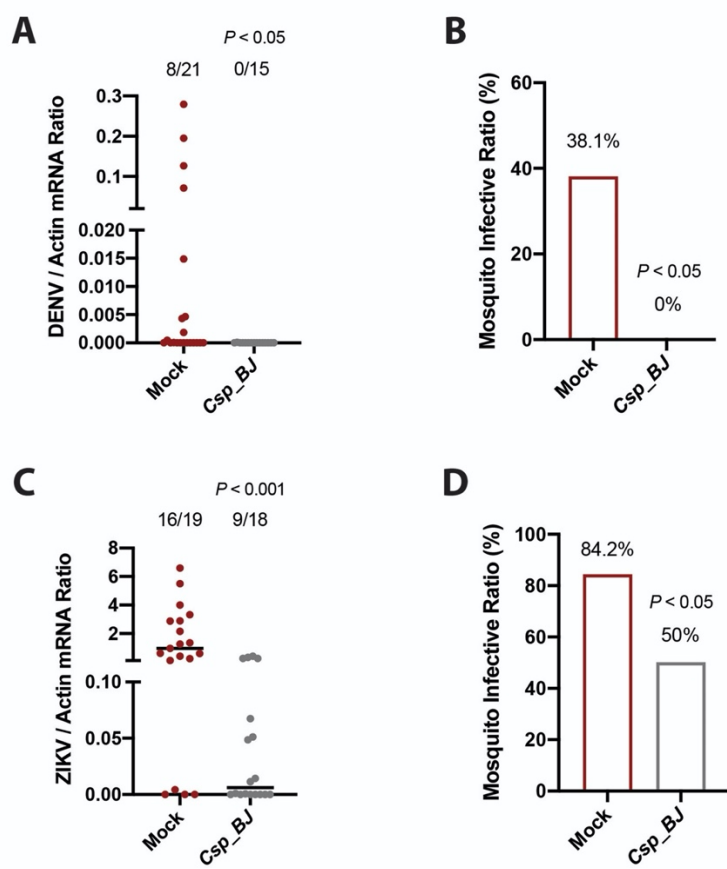 A
P < 0.05
8/21 0/15
DENV / Actin mRNA Ratio
0.3
0.2
0.1
0.020
0.015
0.010
0.005
0.000
Mock
Csp_BJ
B
Mosquito Infective Ratio (%)
60
40
20
0
38.1%
P < 0.05
0%
Mock
Csp_BJ
C
P < 0.001
16/19 9/18
ZIKV / Actin mRNA Ratio
8
6
4
2
0.10
0.05
0.00
Mock
Csp_BJ
D
Mosquito Infective Ratio (%)
100
80
60
40
20
0
84.2%
P < 0.05
50%
Mock
Csp_BJ